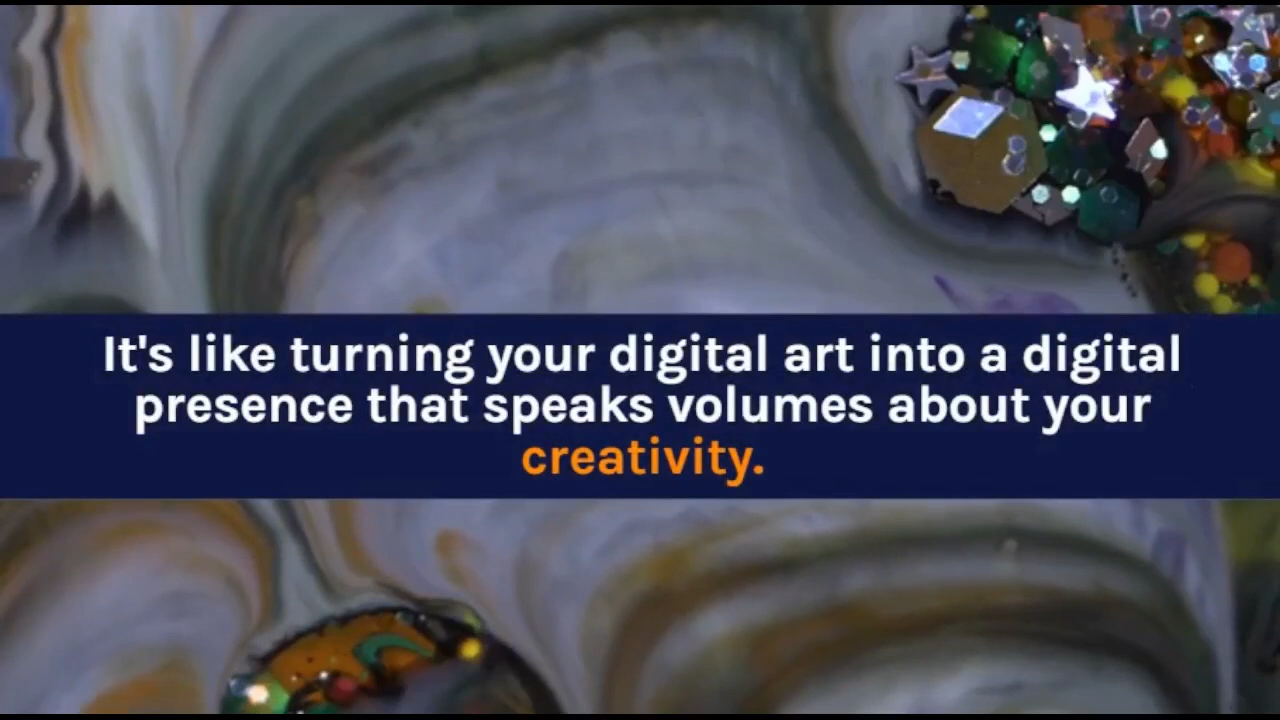 It's like turning your digital art into a digital
presence that speaks volumes about your
creativity.